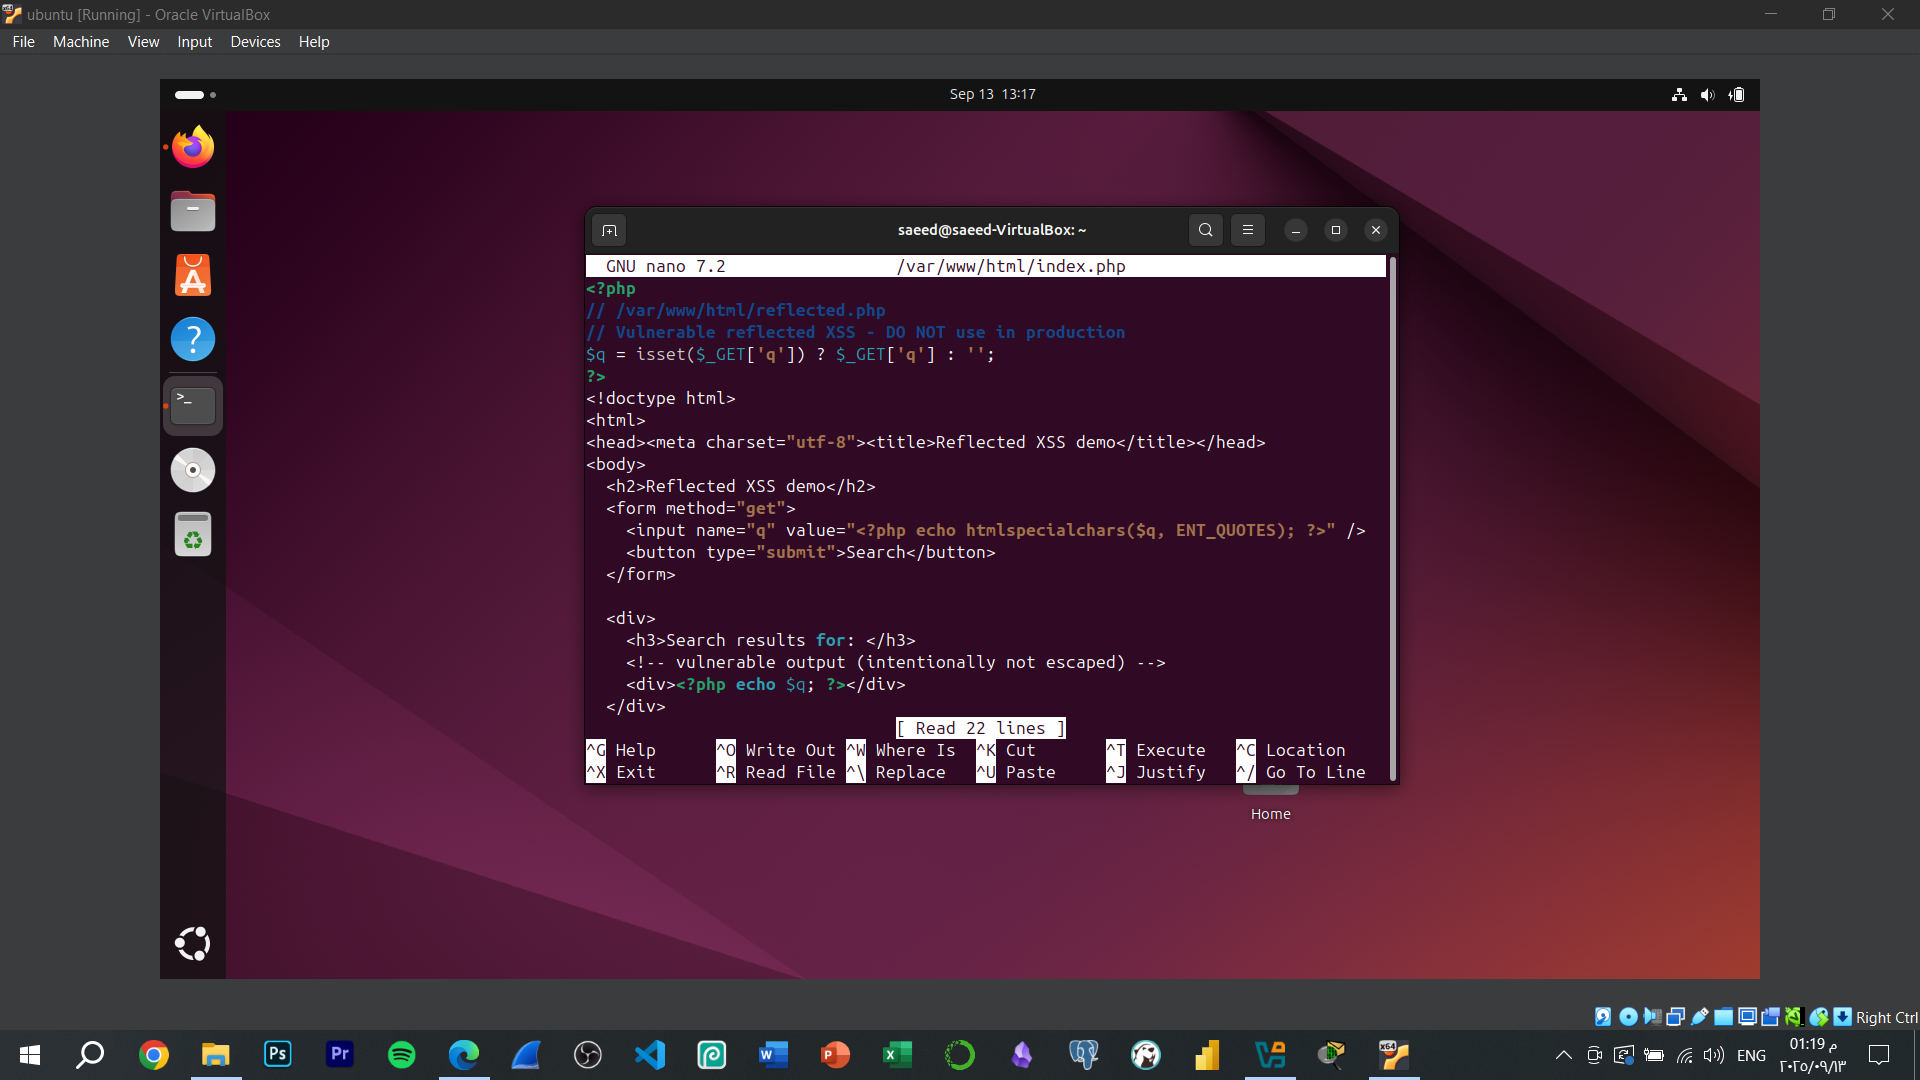 ubuntu [Running] - Oracle VirtualBox
File Machine View Input Devices Help
Sep 13 13:17
saeed@saeed-VirtualBox: ~
GNU nano 7.2 /var/www/html/index.php
<?php
// /var/www/html/reflected.php
// Vulnerable reflected XSS - DO NOT use in production
$q = isset($_GET['q']) ? $_GET['q'] : '';
?>
<!doctype html>
<html>
<head><meta charset="utf-8"><title>Reflected XSS demo</title></head>
<body>
<h2>Reflected XSS demo</h2>
<form method="get">
<input name="q" value="<?php echo htmlspecialchars($q, ENT_QUOTES); ?>" />
<button type="submit">Search</button>
</form>
<div>
<h3>Search results for: </h3>
<!-- vulnerable output (intentionally not escaped) -->
<div><?php echo $q; ?></div>
</div>
[ Read 22 lines ]
^G Help ^O Write Out ^W Where Is ^K Cut ^T Execute ^C Location
^X Exit ^R Read File ^\ Replace ^U Paste ^J Justify ^/ Go To Line
Home
Right Ctrl
ENG
01:19 م
٢٠٢٥/٠٩/١٣